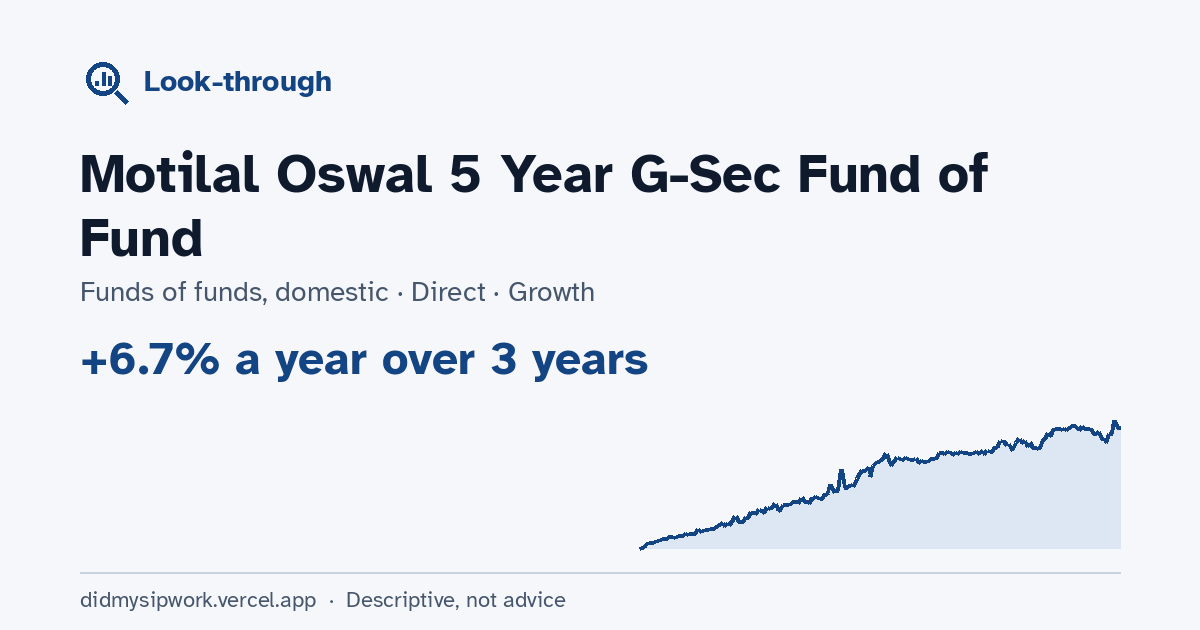 Look-through
Motilal Oswal 5 Year G-Sec Fund of
Fund
Funds of funds, domestic · Direct · Growth
+6.7% a year over 3 years
didmysipwork.vercel.app · Descriptive, not advice